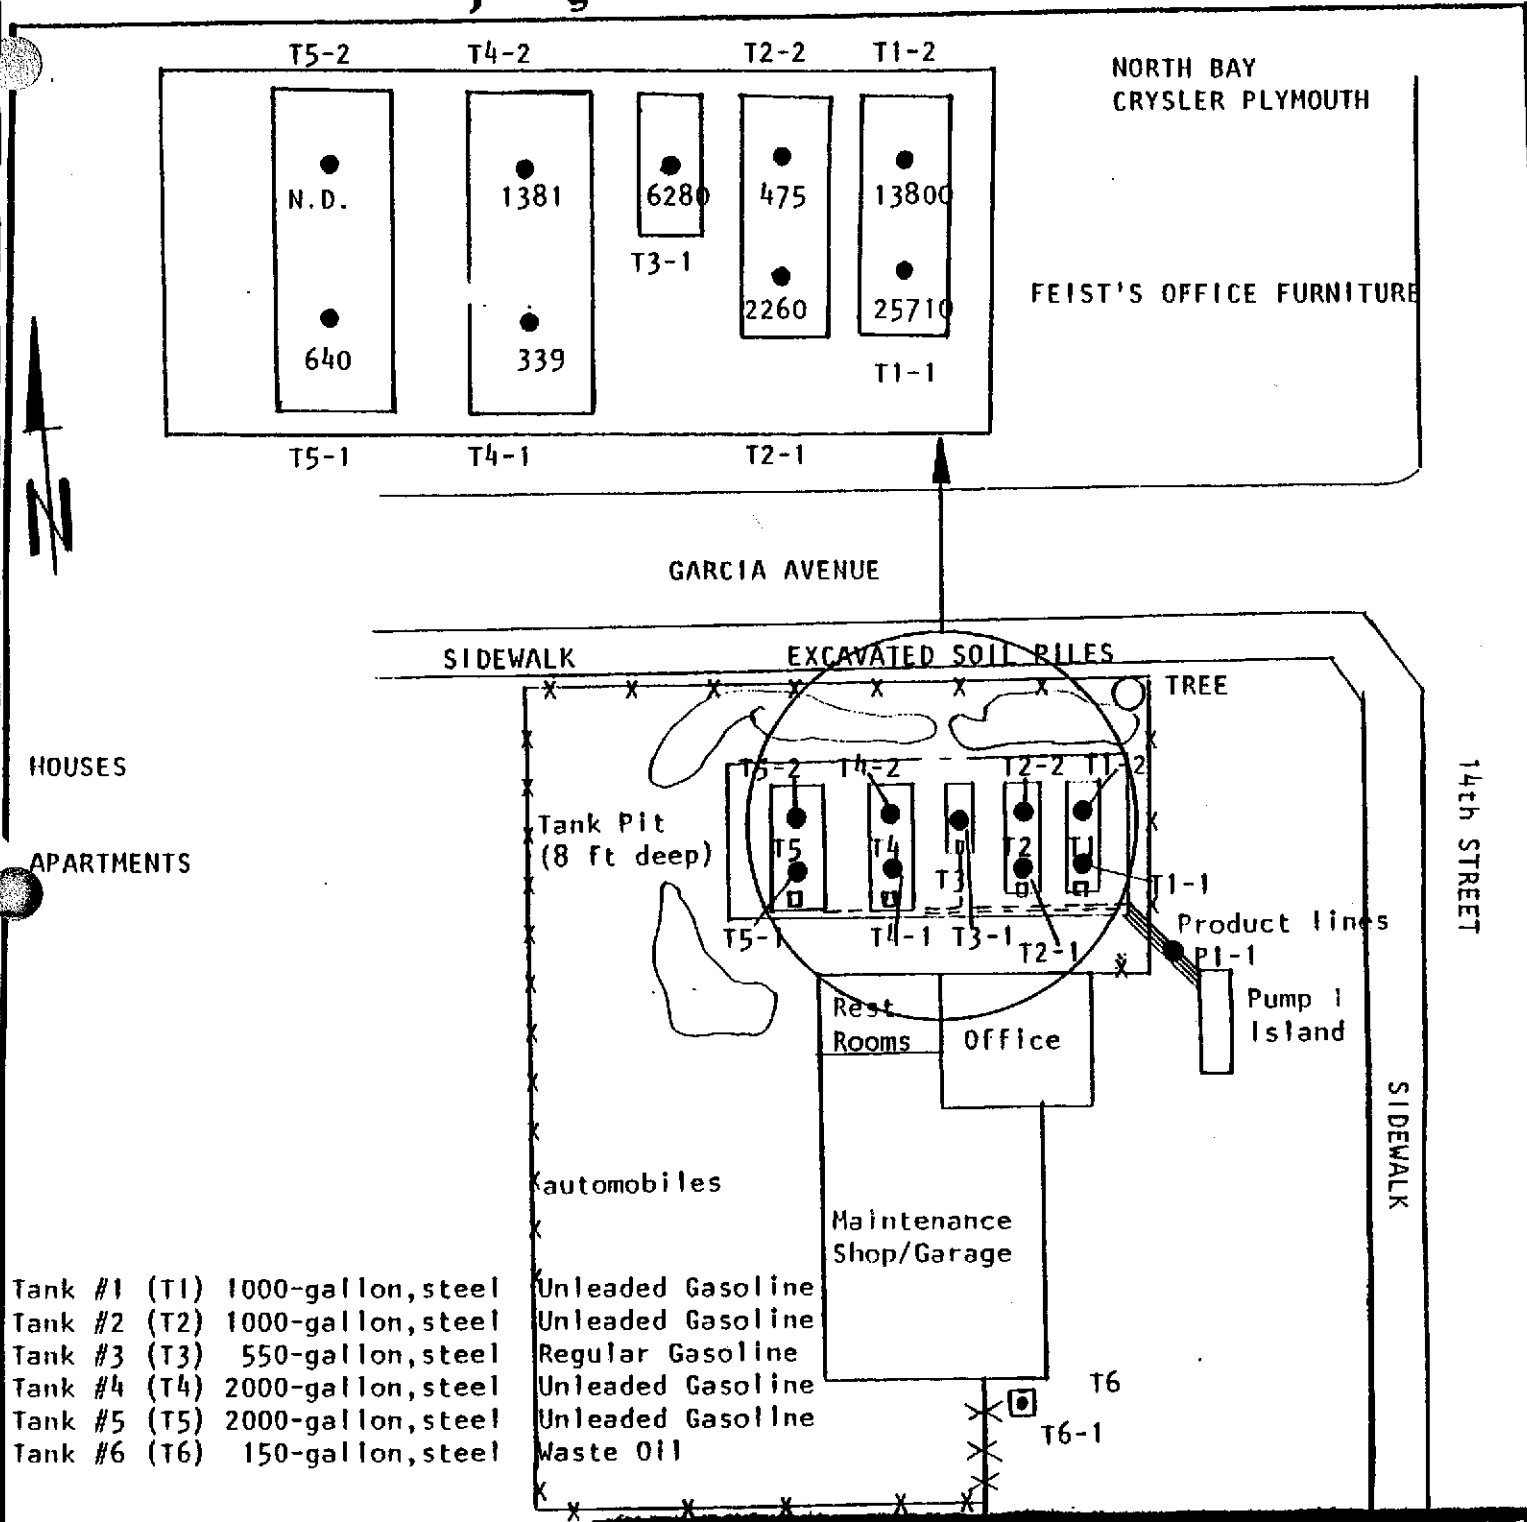 T5-2 T4-2 T2-2 T1-2
NORTH BAY
CRYSLER PLYMOUTH
N.D. 1381 6280 475 13800
T3-1
FEIST'S OFFICE FURNITURE
2260 25710
640 339
T1-1
T5-1 T4-1 T2-1
N
GARCIA AVENUE
SIDEWALK EXCAVATED SOIL PILES
TREE
HOUSES
T5-2 T4-2 T2-2 T1-2
14th STREET
Tank Pit
(8 ft deep)
APARTMENTS
T5 T4 T2 T1
T3
T1-1
Product lines
T5-1 T4-1 T3-1 T2-1
P1-1
Rest
Rooms
Office
Pump
Island
SIDEWALK
automobiles
Maintenance
Shop/Garage
Tank #1 (T1) 1000-gallon,steel Unleaded Gasoline
Tank #2 (T2) 1000-gallon,steel Unleaded Gasoline
Tank #3 (T3) 550-gallon,steel Regular Gasoline
Tank #4 (T4) 2000-gallon,steel Unleaded Gasoline
Tank #5 (T5) 2000-gallon,steel Unleaded Gasoline
Tank #6 (T6) 150-gallon,steel Waste Oil
T6
T6-1